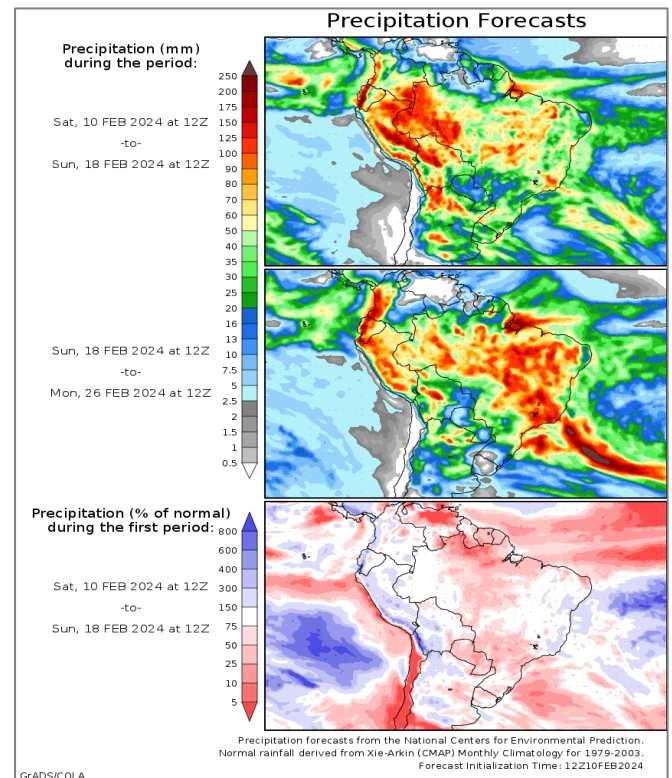 Precipitation Forecasts
Precipitation (mm)
during the period:
Sat, 10 FEB 2024 at 12Z
-to-
Sun, 18 FEB 2024 at 12Z
250
200
175
150
125
100
90
80
70
60
50
40
35
30
25
20
16
13
10
7.5
5
2.5
2
1.5
1
0.5
Sun, 18 FEB 2024 at 12Z
-to-
Mon, 26 FEB 2024 at 12Z
Precipitation (% of normal)
during the first period:
Sat, 10 FEB 2024 at 12Z
-to-
Sun, 18 FEB 2024 at 12Z
800
600
400
300
150
75
50
25
10
5
Precipitation forecasts from the National Centers for Environmental Prediction.
Normal rainfall derived from Xie-Arkin (CMAP) Monthly Climatology for 1979-2003.
Forecast Initialization Time: 12Z10FEB2024
GrADS/COLA